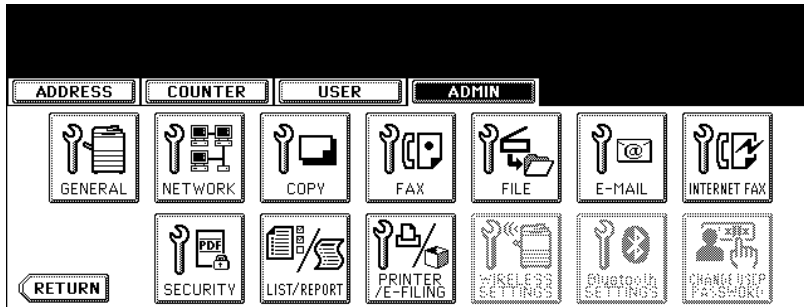 ADDRESS COUNTER USER ADMIN
GENERAL NETWORK COPY FAX FILE E-MAIL INTERNET FAX
@
PDF
SECURITY LIST/REPORT PRINTER
/E-FILING WIRELESS
SETTINGS Bluetooth
SETTINGS CHANGE USER
PASSWORD
RETURN